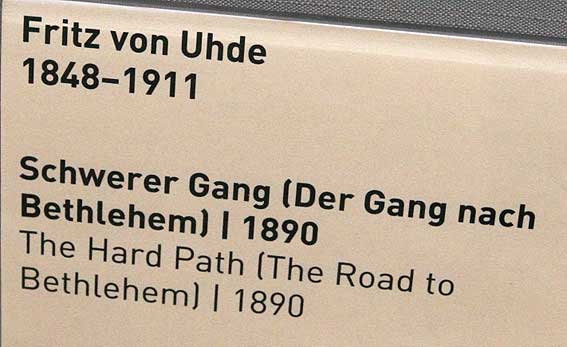 Fritz von Uhde
1848–1911
Schwerer Gang (Der Gang nach
Bethlehem) | 1890
The Hard Path (The Road to
Bethlehem) | 1890